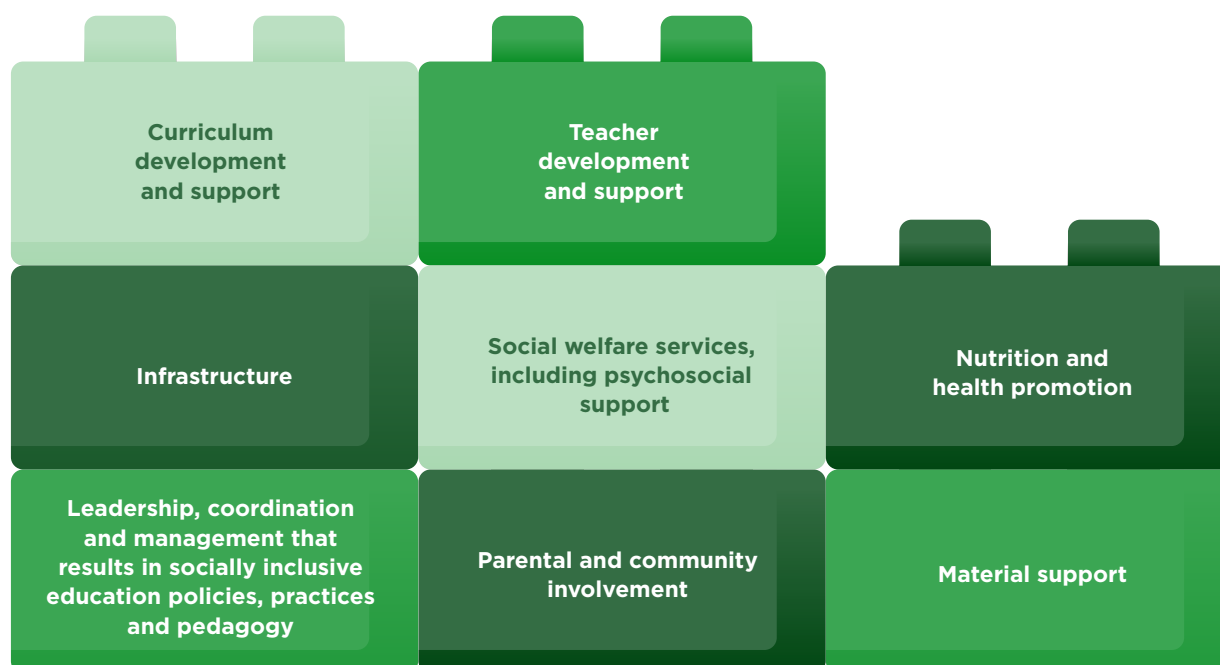 Curriculum
development
and support
Teacher
development
and support
Infrastructure
Social welfare services,
including psychosocial
support
Nutrition and
health promotion
Leadership, coordination
and management that
results in socially inclusive
education policies, practices
and pedagogy
Parental and community
involvement
Material support